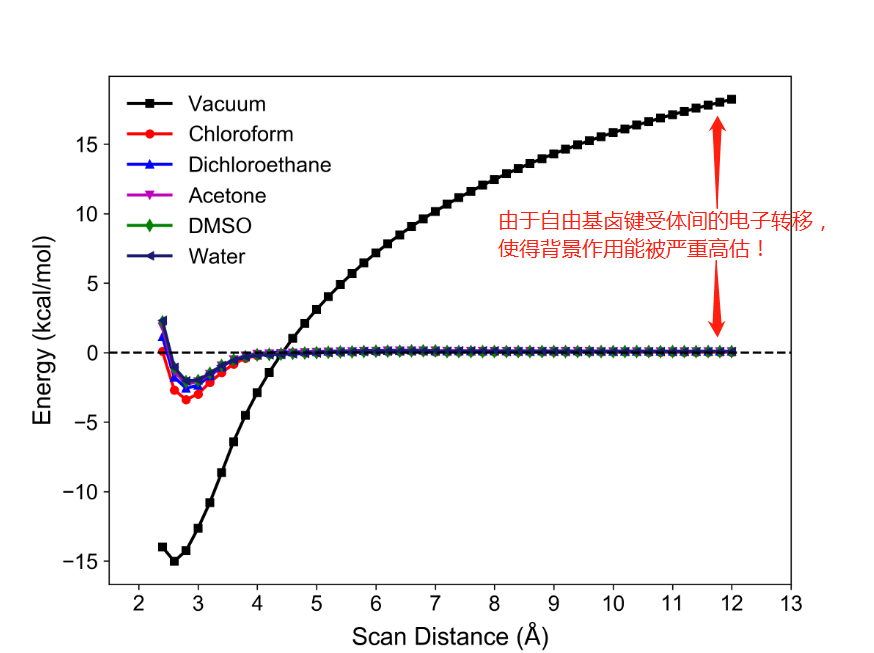 Vacuum
Chloroform
Dichloroethane
Acetone
DMSO
Water
由于自由基卤键受体间的电子转移，
使得背景作用能被严重高估！
Energy (kcal/mol)
15
10
5
0
−5
−10
−15
2 3 4 5 6 7 8 9 10 11 12 13
Scan Distance (Å)